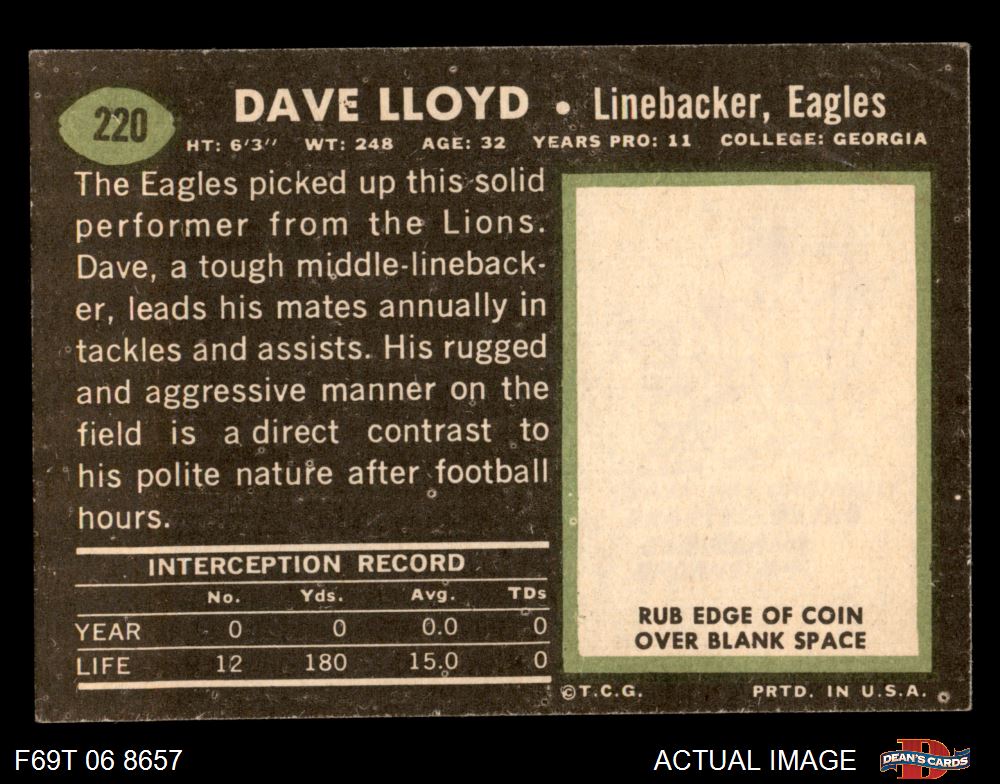 220
DAVE LLOYD • Linebacker, Eagles
HT: 6'3" WT: 248 AGE: 32 YEARS PRO: 11 COLLEGE: GEORGIA
The Eagles picked up this solid
performer from the Lions.
Dave, a tough middle-lineback-
er, leads his mates annually in
tackles and assists. His rugged
and aggressive manner on the
field is a direct contrast to
his polite nature after football
hours.
INTERCEPTION RECORD
No. Yds. Avg. TDs
YEAR 0 0 0.0 0
LIFE 12 180 15.0 0
RUB EDGE OF COIN
OVER BLANK SPACE
©T.C.G. PRTD. IN U.S.A.
F69T 06 8657
ACTUAL IMAGE
D
DEAN'S CARDS